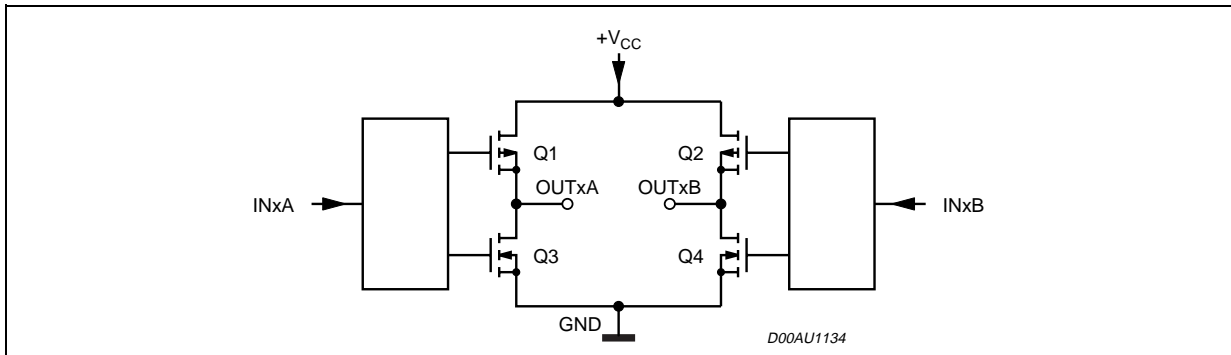 +VCC
Q1
Q2
OUTxA
OUTxB
INxA
INxB
Q3
Q4
GND
D00AU1134